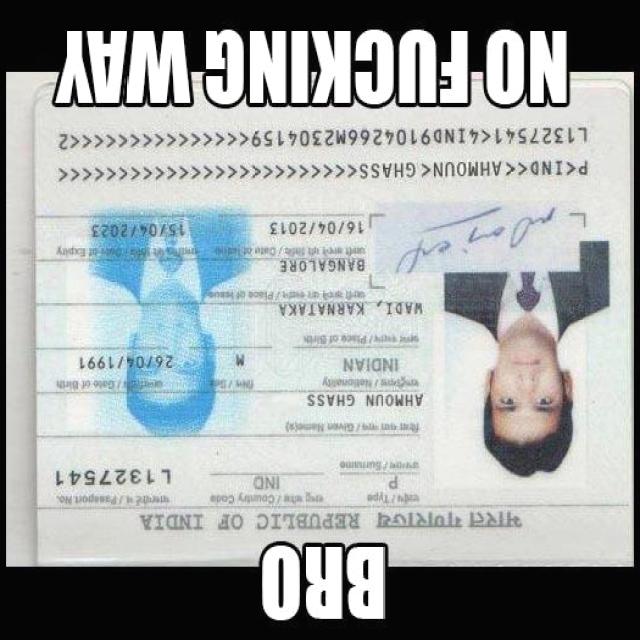 BRO
भारत गणराज्य REPUBLIC OF INDIA
टाईप / Type राष्ट्र कोड / Country Code पासपोर्ट नं. / Passport No.
P IND L1327541
उपनाम / Surname
दिया गया नाम / Given Name(s)
AHMOUN GHASS
राष्ट्रीयता / Nationality लिंग / Sex जन्मतिथि / Date of Birth
INDIAN M 26/04/1991
जन्म स्थान / Place of Birth
WADI, KARNATAKA
जारी करने का स्थान / Place of Issue
BANGALORE
जारी करने की तिथि / Date of Issue समाप्ति की तिथि / Date of Expiry
16/04/2013 15/04/2023
P<IND<<AHMOUN<GHASS<<<<<<<<<<<<<<<<<<<<<<<<<
L1327541<4IND9104266M2304159<<<<<<<<<<<<<<<2
NO FUCKING WAY